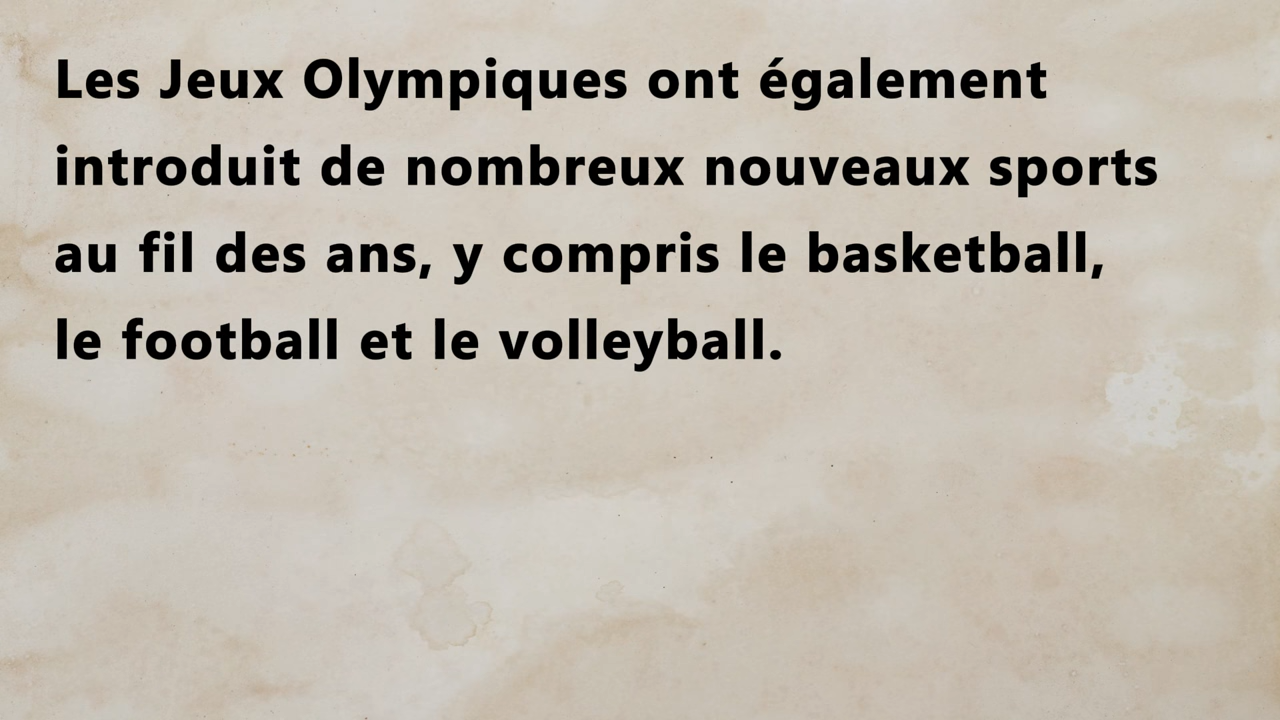 Les Jeux Olympiques ont également
introduit de nombreux nouveaux sports
au fil des ans, y compris le basketball,
le football et le volleyball.